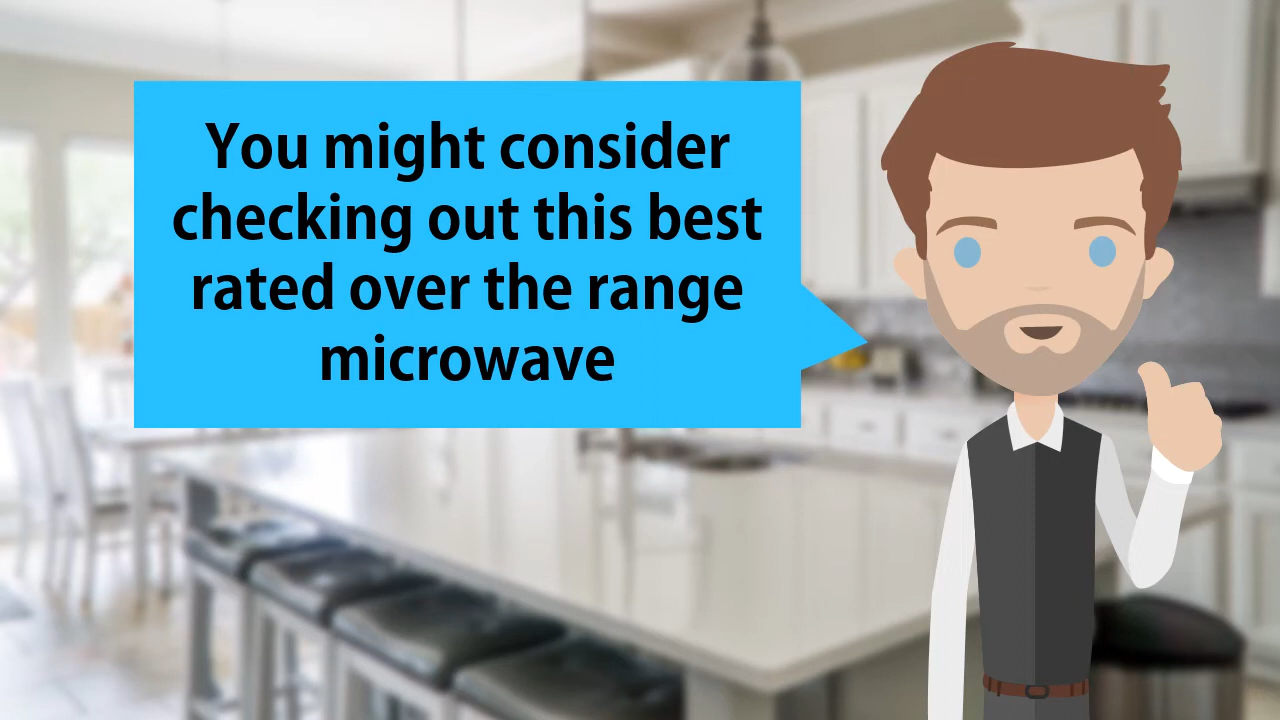 You might consider
checking out this best
rated over the range
microwave